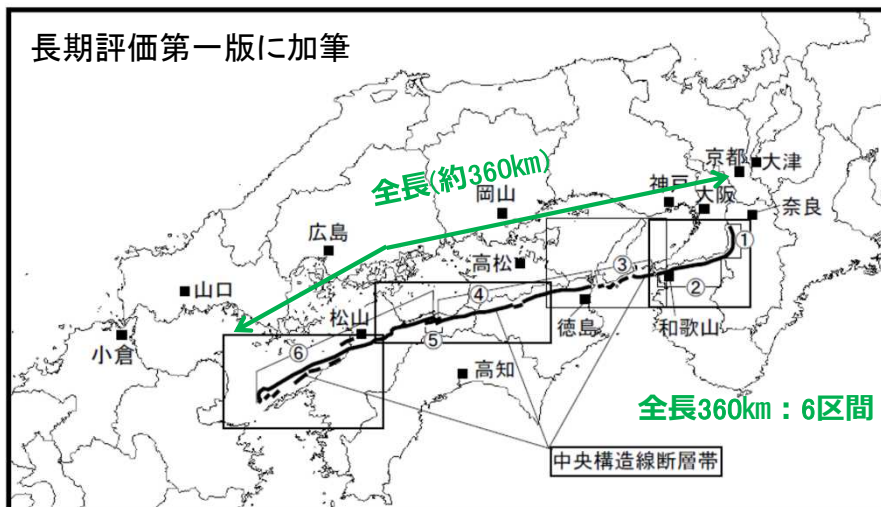 長期評価第一版に加筆
全長(約360㎞)
京都
大津
神戸
大阪
奈良
岡山
広島
高松
①
③
②
山口
④
松山
徳島
和歌山
小倉
⑥
⑤
高知
全長360㎞：6区間
中央構造線断層帯